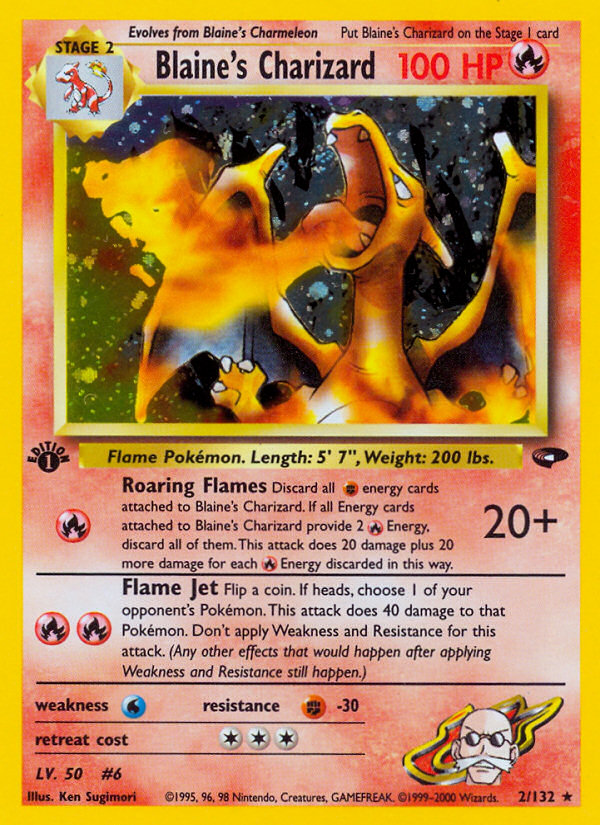 Evolves from Blaine's Charmeleon Put Blaine's Charizard on the Stage 1 card
STAGE 2
Blaine's Charizard 100 HP
EDITION
1
Flame Pokémon. Length: 5' 7", Weight: 200 lbs.
Roaring Flames Discard all energy cards
attached to Blaine's Charizard. If all Energy cards
attached to Blaine's Charizard provide 2 Energy,
discard all of them. This attack does 20 damage plus 20
more damage for each Energy discarded in this way.
20+
Flame Jet Flip a coin. If heads, choose 1 of your
opponent's Pokémon. This attack does 40 damage to that
Pokémon. Don't apply Weakness and Resistance for this
attack. (Any other effects that would happen after applying
Weakness and Resistance still happen.)
weakness resistance -30
retreat cost
LV. 50 #6
Illus. Ken Sugimori ©1995, 96, 98 Nintendo, Creatures, GAMEFREAK. ©1999-2000 Wizards. 2/132 ★